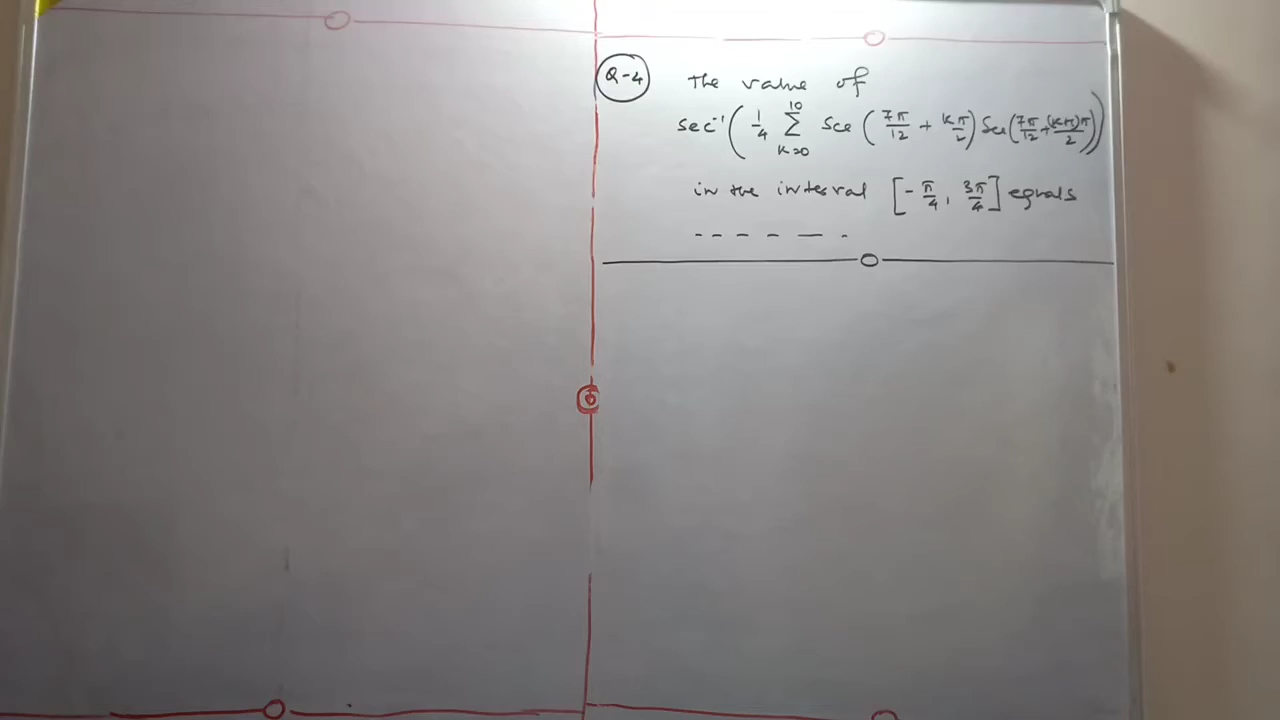 Q-4 The value of
sec⁻¹ ( 1/4 10 ∑ k=0 sec ( 7π/12 + kπ/2 ) sec ( 7π/12 + (k+1)π/2 ) )
in the interval [ -π/4, 3π/4 ] equals
- - - - - -